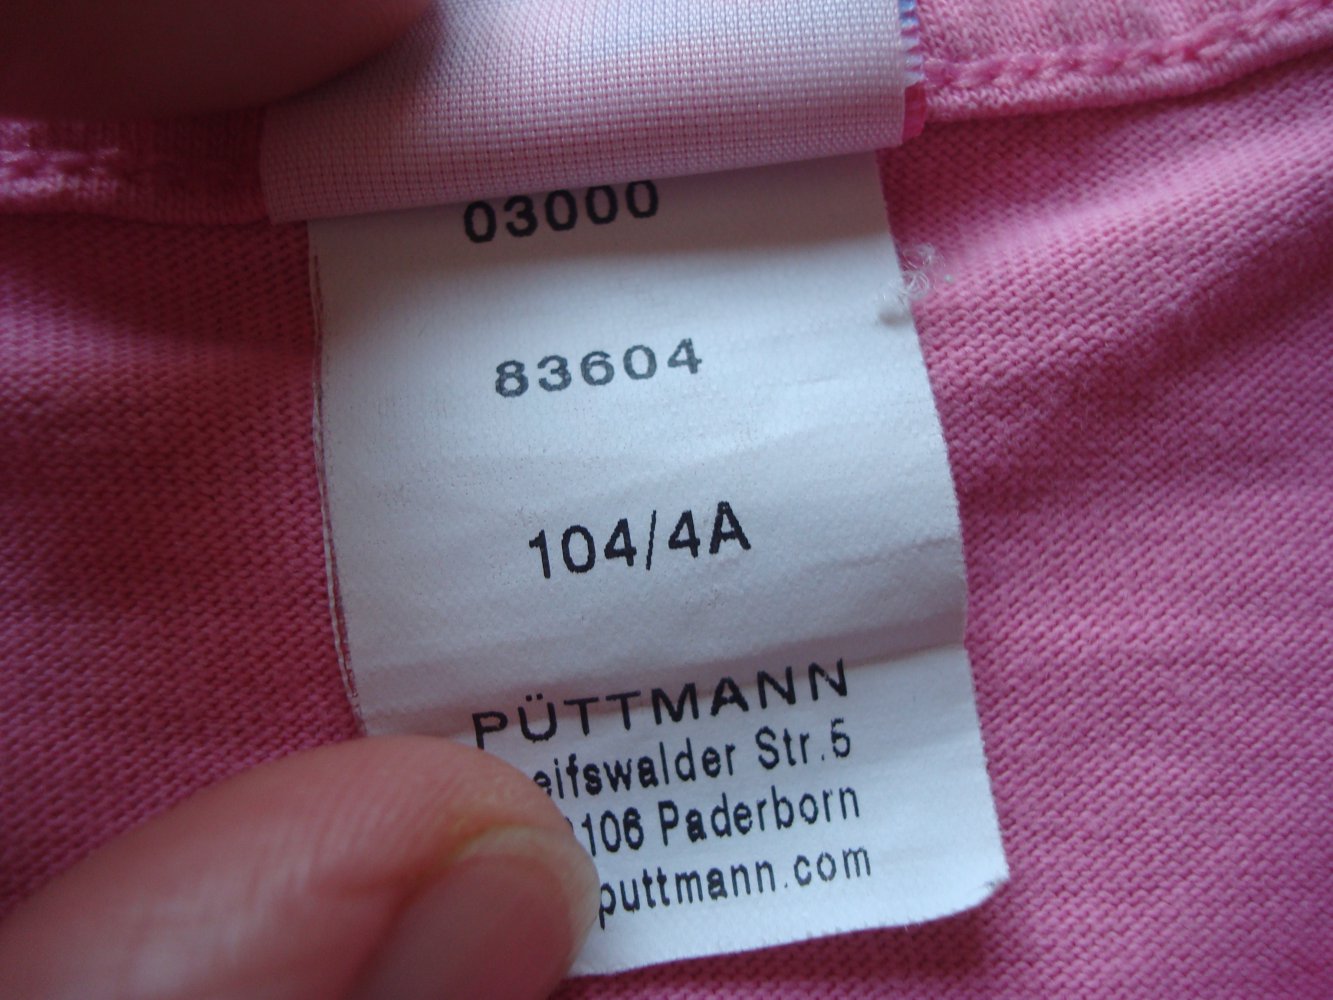 03000
83604
104/4A
PÜTTMANN
eifswalder Str.5
106 Paderborn
puttmann.com